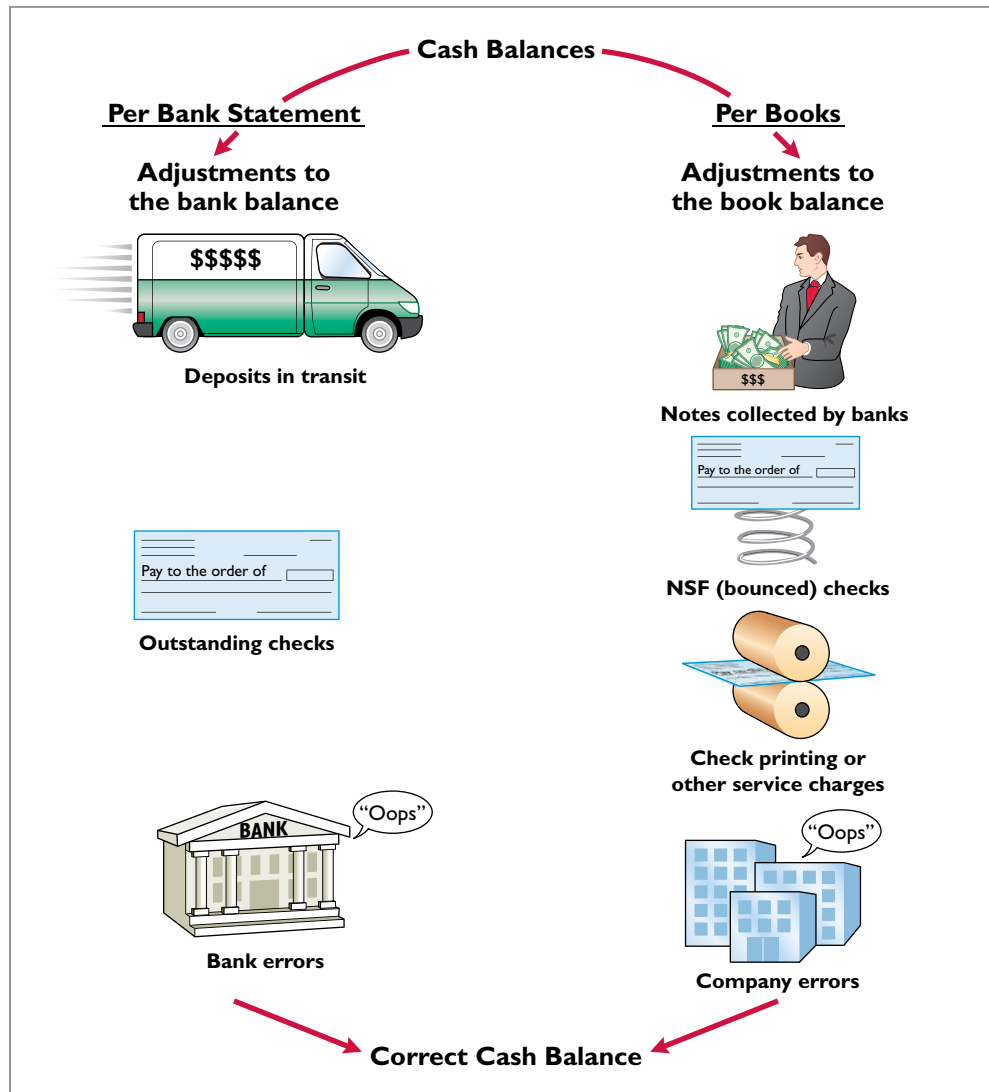 Cash Balances
Per Bank Statement
Adjustments to
the bank balance
$$$$$
Deposits in transit
Pay to the order of
Outstanding checks
BANK
“Oops”
Bank errors
Per Books
Adjustments to
the book balance
$$$
Notes collected by banks
Pay to the order of
NSF (bounced) checks
Check printing or
other service charges
“Oops”
Company errors
Correct Cash Balance